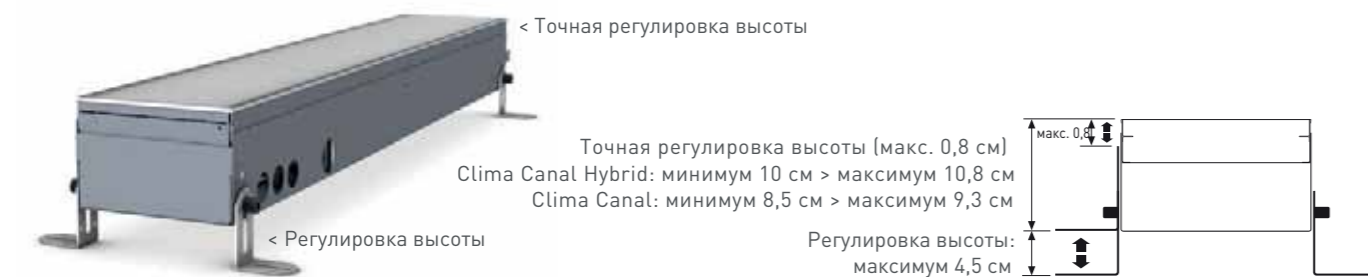 < Точная регулировка высоты
Точная регулировка высоты (макс. 0,8 см)
Clima Canal Hybrid: минимум 10 см > максимум 10,8 см
Clima Canal: минимум 8,5 см > максимум 9,3 см
макс. 0,8
< Регулировка высоты
Регулировка высоты:
максимум 4,5 см